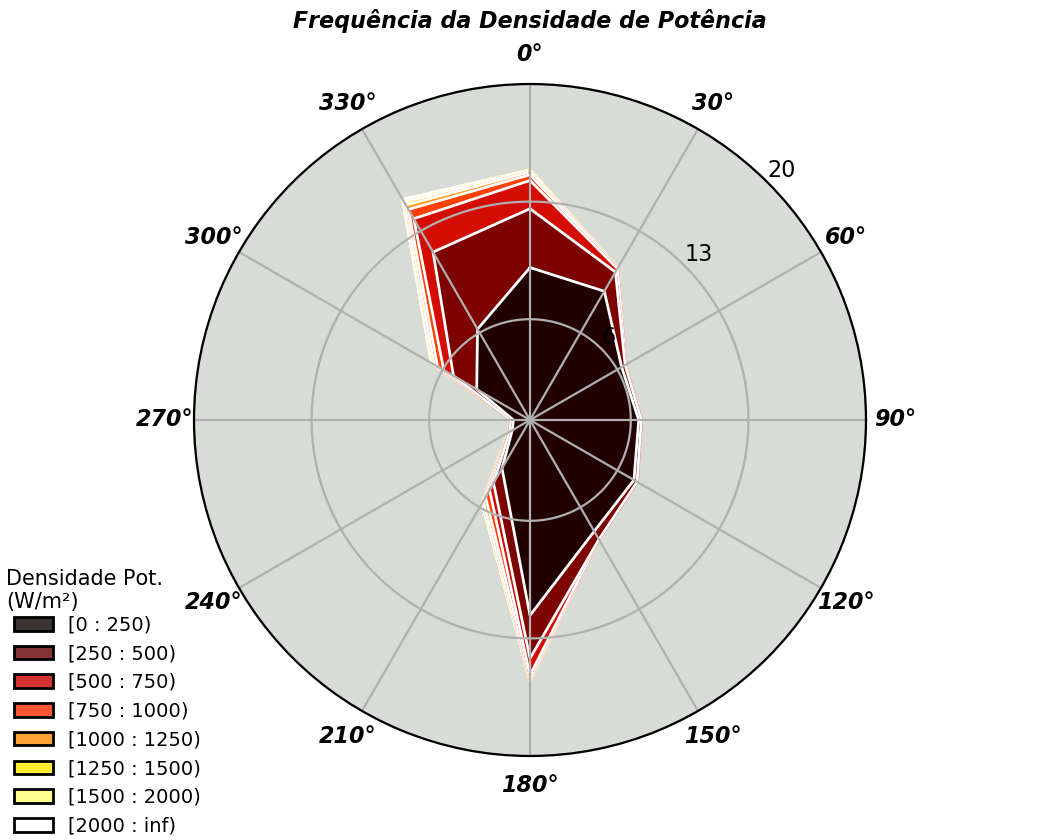 Frequência da Densidade de Potência
0°
330°
30°
20
300°
60°
13
6
270°
90°
240°
120°
210°
150°
180°
Densidade Pot.
(W/m²)
[0 : 250)
[250 : 500)
[500 : 750)
[750 : 1000)
[1000 : 1250)
[1250 : 1500)
[1500 : 2000)
[2000 : inf)